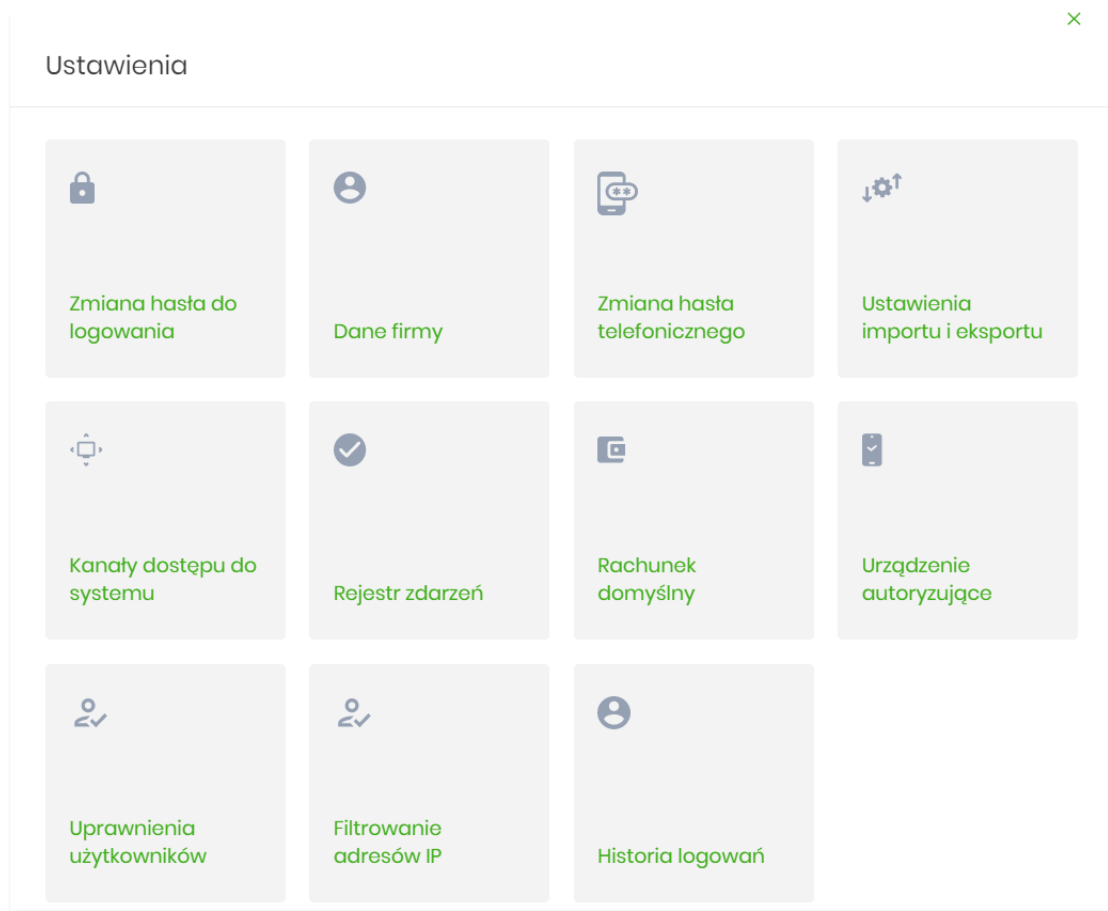 Ustawienia
Zmiana hasła do
logowania
Dane firmy
Zmiana hasła
telefonicznego
Ustawienia
importu i eksportu
Kanały dostępu do
systemu
Rejestr zdarzeń
Rachunek
domyślny
Urządzenie
autoryzujące
Uprawnienia
użytkowników
Filtrowanie
adresów IP
Historia logowań